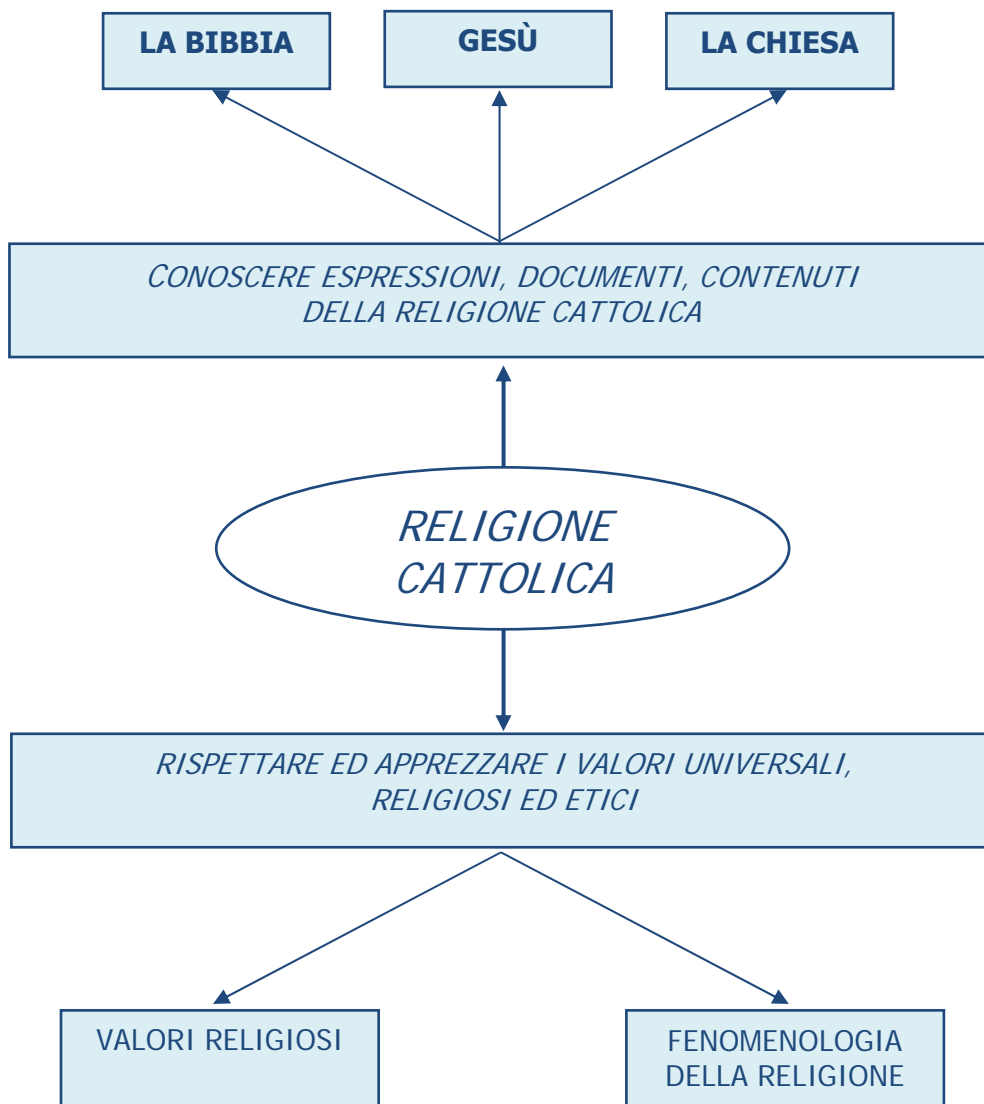 LA BIBBIA
GESÙ
LA CHIESA
CONOSCERE ESPRESSIONI, DOCUMENTI, CONTENUTI
DELLA RELIGIONE CATTOLICA
RELIGIONE
CATTOLICA
RISPETTARE ED APPREZZARE I VALORI UNIVERSALI,
RELIGIOSI ED ETICI
VALORI RELIGIOSI
FENOMENOLOGIA
DELLA RELIGIONE